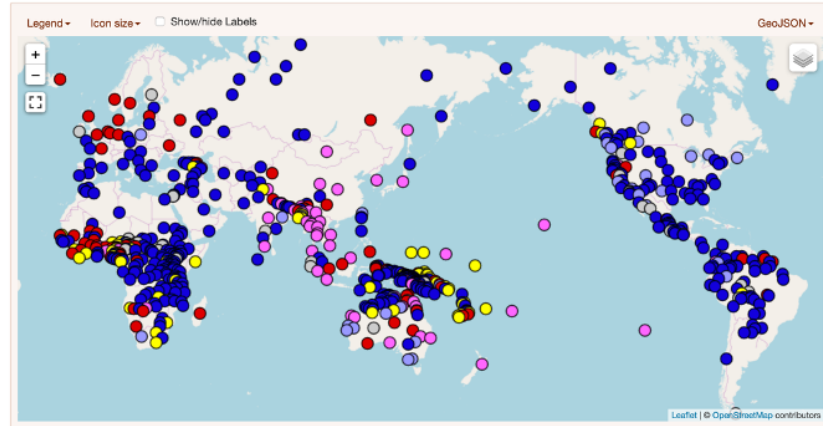 Legend▾ Icon size▾ Show/hide Labels GeoJSON▾
+
−
Leaflet | © OpenStreetMap contributors